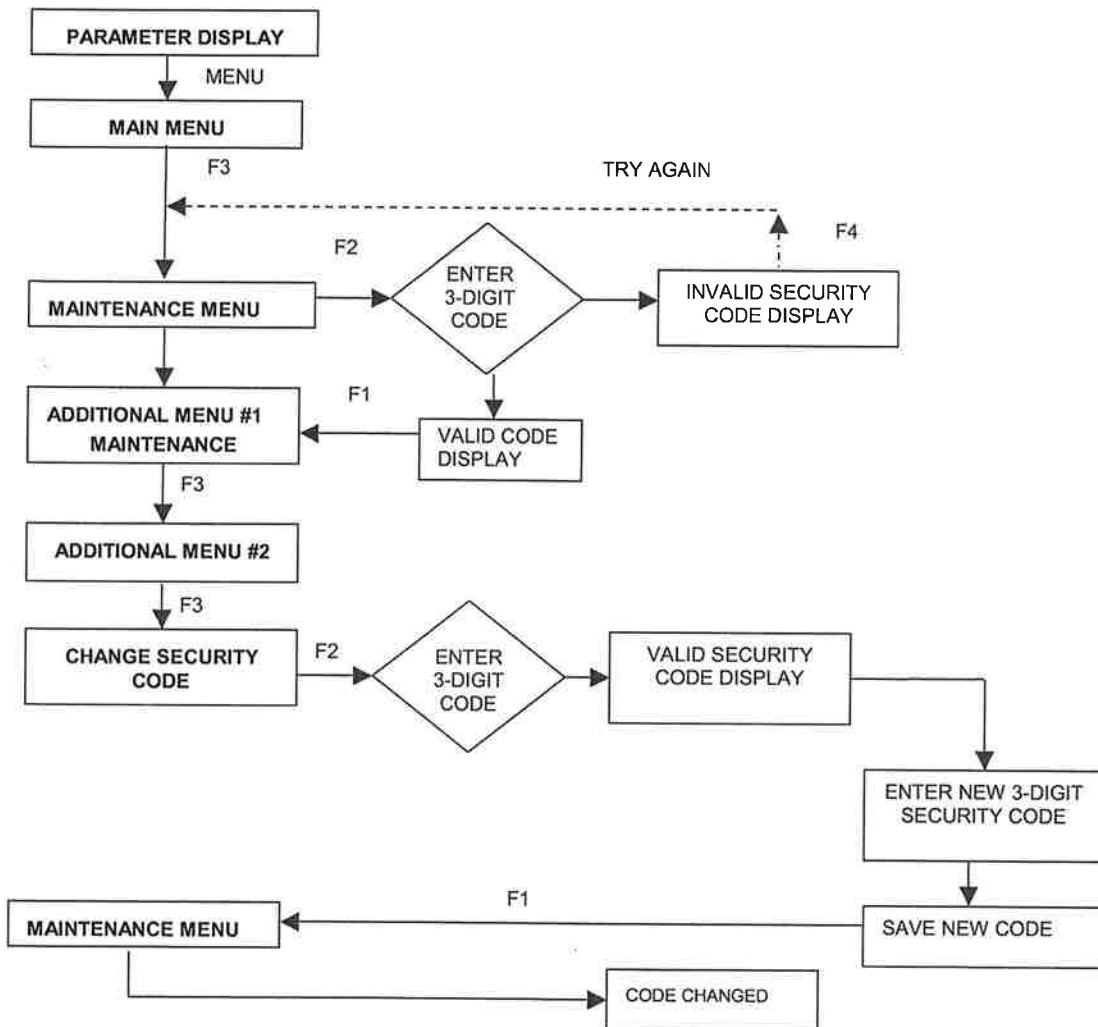 PARAMETER DISPLAY
MENU
MAIN MENU
F3
TRY AGAIN
F4
F2
ENTER
3-DIGIT
CODE
INVALID SECURITY
CODE DISPLAY
MAINTENANCE MENU
F1
ADDITIONAL MENU #1
MAINTENANCE
VALID CODE
DISPLAY
F3
ADDITIONAL MENU #2
F3
CHANGE SECURITY
CODE
F2
ENTER
3-DIGIT
CODE
VALID SECURITY
CODE DISPLAY
ENTER NEW 3-DIGIT
SECURITY CODE
F1
MAINTENANCE MENU
SAVE NEW CODE
CODE CHANGED